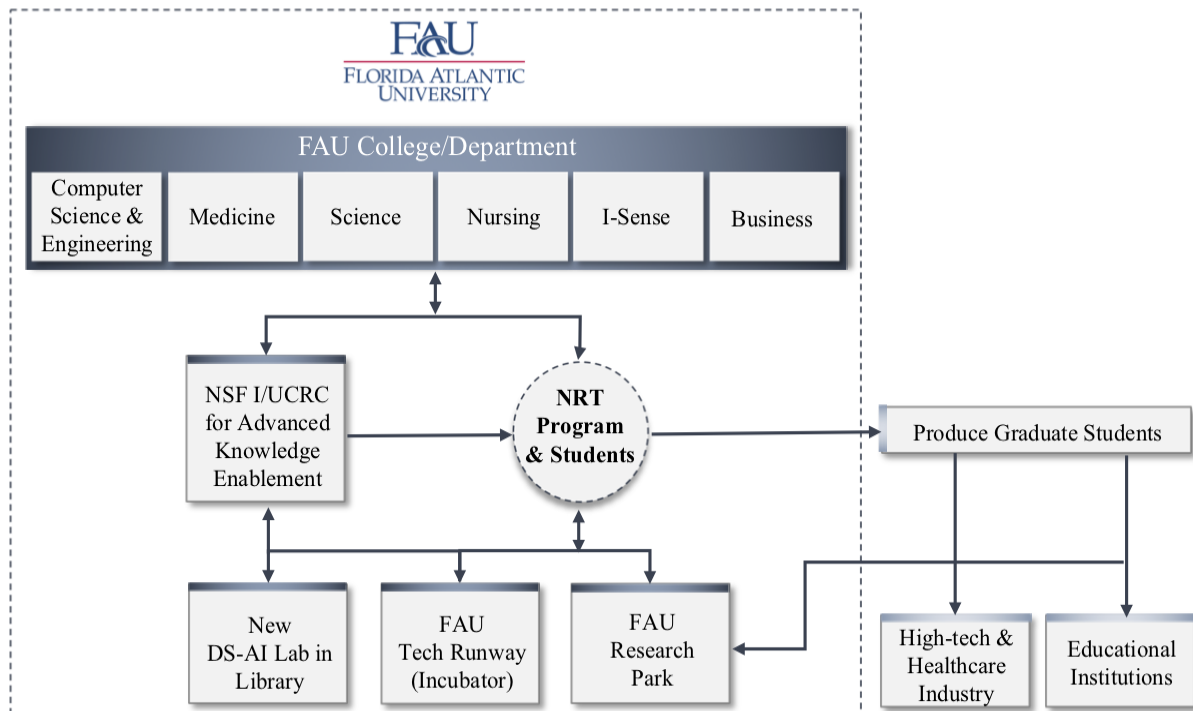 FAU
FLORIDA ATLANTIC
UNIVERSITY
FAU College/Department
Computer
Science &
Engineering
Medicine
Science
Nursing
I-Sense
Business
NSF I/UCRC
for Advanced
Knowledge
Enablement
NRT
Program
& Students
Produce Graduate Students
New
DS-AI Lab in
Library
FAU
Tech Runway
(Incubator)
FAU
Research
Park
High-tech &
Healthcare
Industry
Educational
Institutions